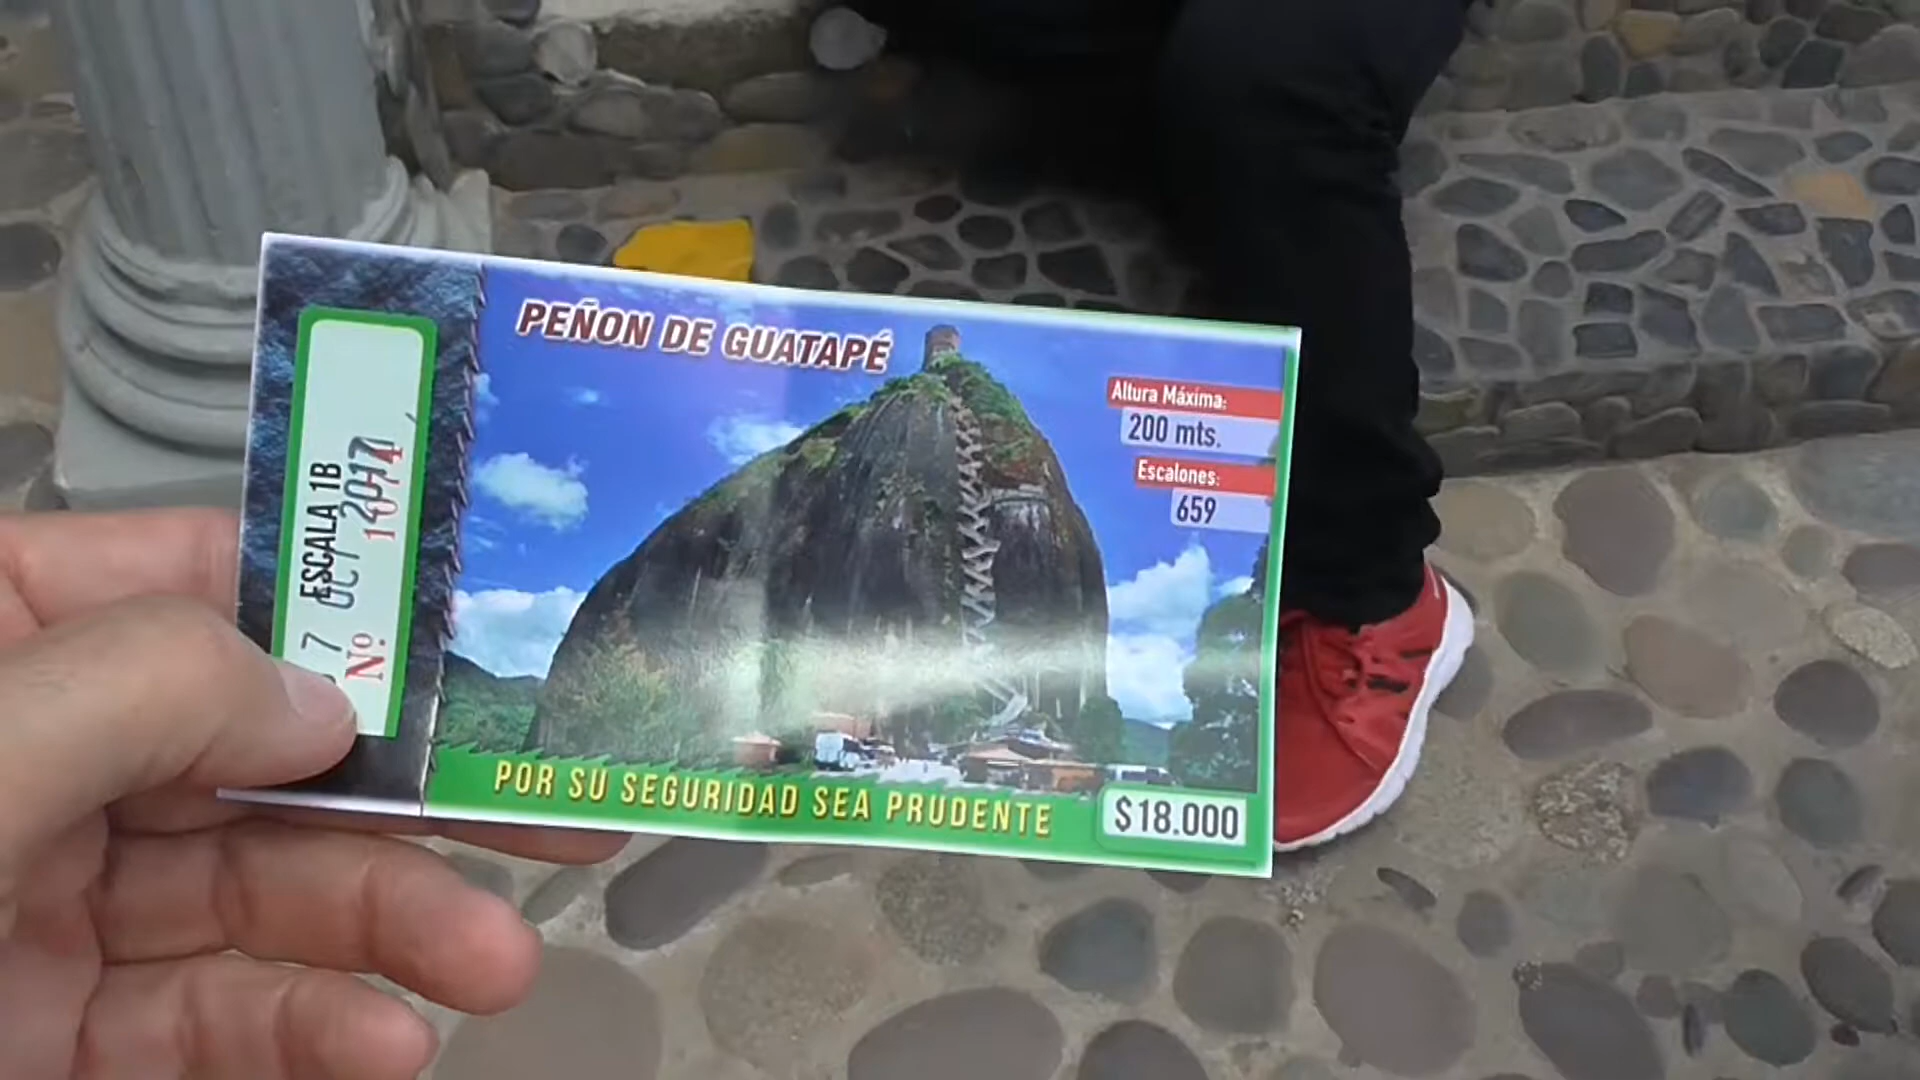 PEÑON DE GUATAPÉ
Altura Máxima:
200 mts.
Escalones:
659
POR SU SEGURIDAD SEA PRUDENTE
$18.000
ESCALA 1B
7 OCT 2017
Nº.